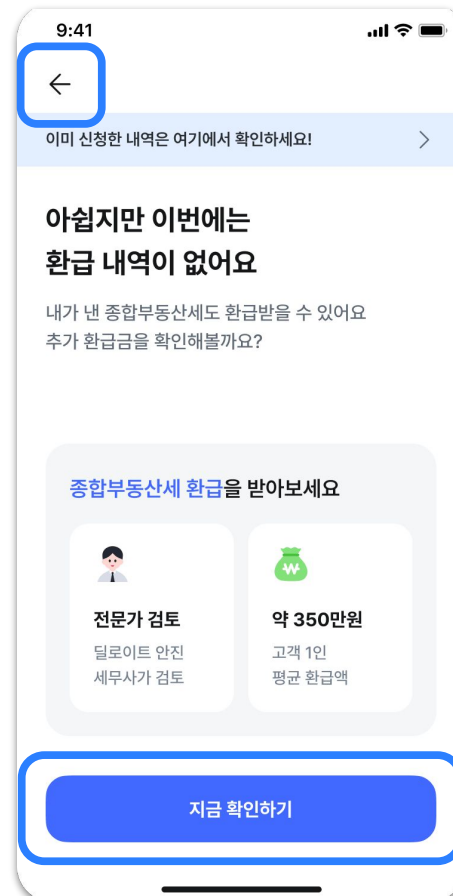 9:41
이미 신청한 내역은 여기에서 확인하세요!
아쉽지만 이번에는
환급 내역이 없어요
내가 낸 종합부동산세도 환급받을 수 있어요
추가 환급금을 확인해볼까요?
종합부동산세 환급을 받아보세요
전문가 검토
딜로이트 안진
세무사가 검토
₩
약 350만원
고객 1인
평균 환급액
지금 확인하기